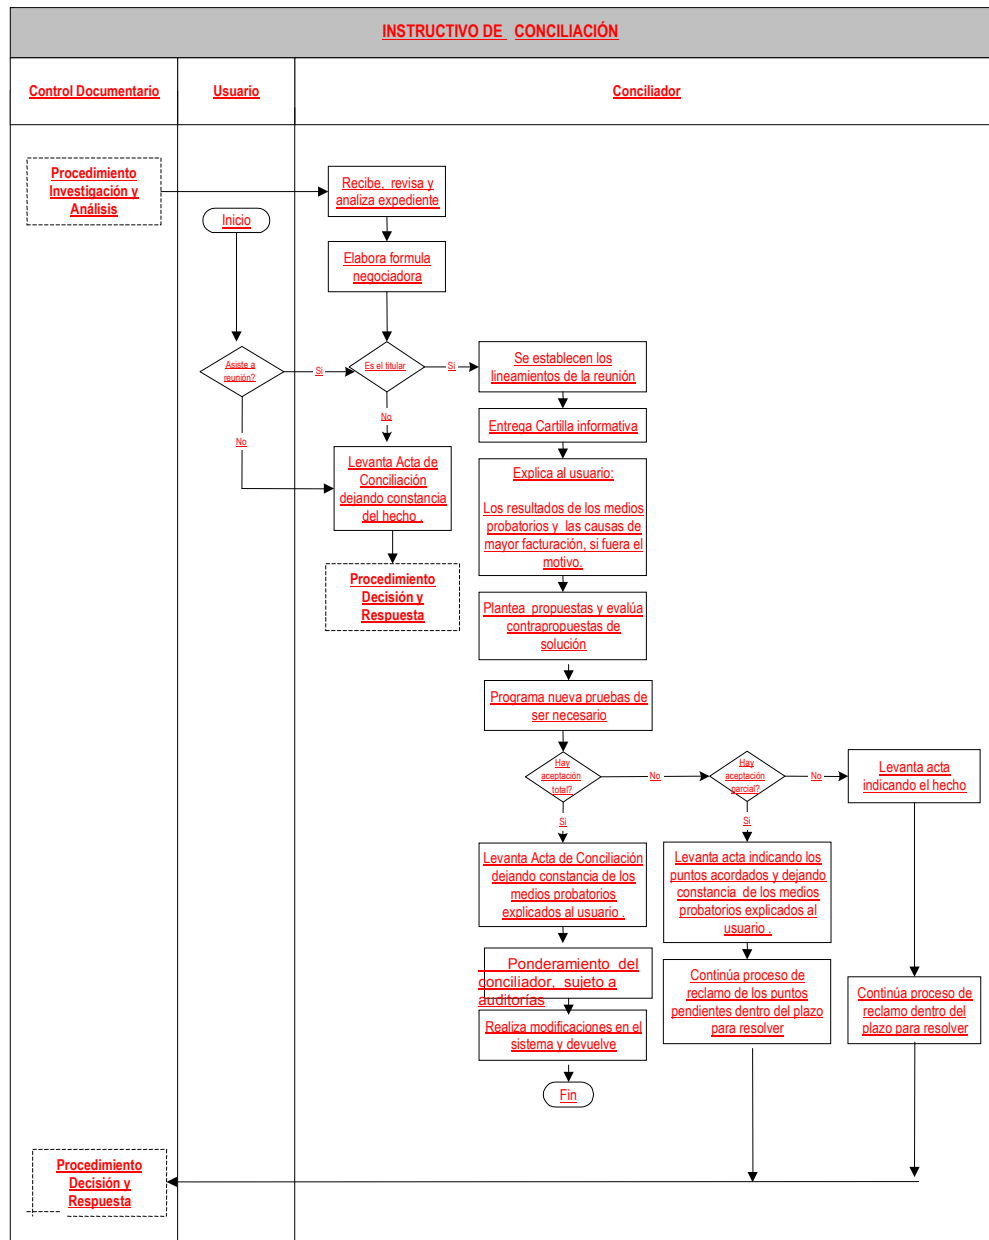 INSTRUCTIVO DE CONCILIACIÓN
Control Documentario
Usuario
Conciliador
Procedimiento
Investigación y
Análisis
Recibe, revisa y
analiza expediente
Inicio
Elabora formula
negociadora
Asiste a
reunión?
Si
Es el titular
Si
Se establecen los
lineamientos de la reunión
No
No
Entrega Cartilla informativa
Levanta Acta de
Conciliación
dejando constancia
del hecho .
Explica al usuario:
Los resultados de los medios
probatorios y las causas de
mayor facturación, si fuera el
motivo.
Procedimiento
Decisión y
Respuesta
Plantea propuestas y evalúa
contrapropuestas de
solución
Programa nueva pruebas de
ser necesario
Hay
aceptación
total?
No
Hay
aceptación
parcial?
No
Levanta acta
indicando el hecho
Si
Si
Levanta Acta de Conciliación
dejando constancia de los
medios probatorios
explicados al usuario .
Levanta acta indicando los
puntos acordados y dejando
constancia de los medios
probatorios explicados al
usuario .
Ponderamiento del
conciliador, sujeto a
auditorías
Continúa proceso de
reclamo de los puntos
pendientes dentro del plazo
para resolver
Continúa proceso de
reclamo dentro del
plazo para resolver
Realiza modificaciones en el
sistema y devuelve
Fin
Procedimiento
Decisión y
Respuesta